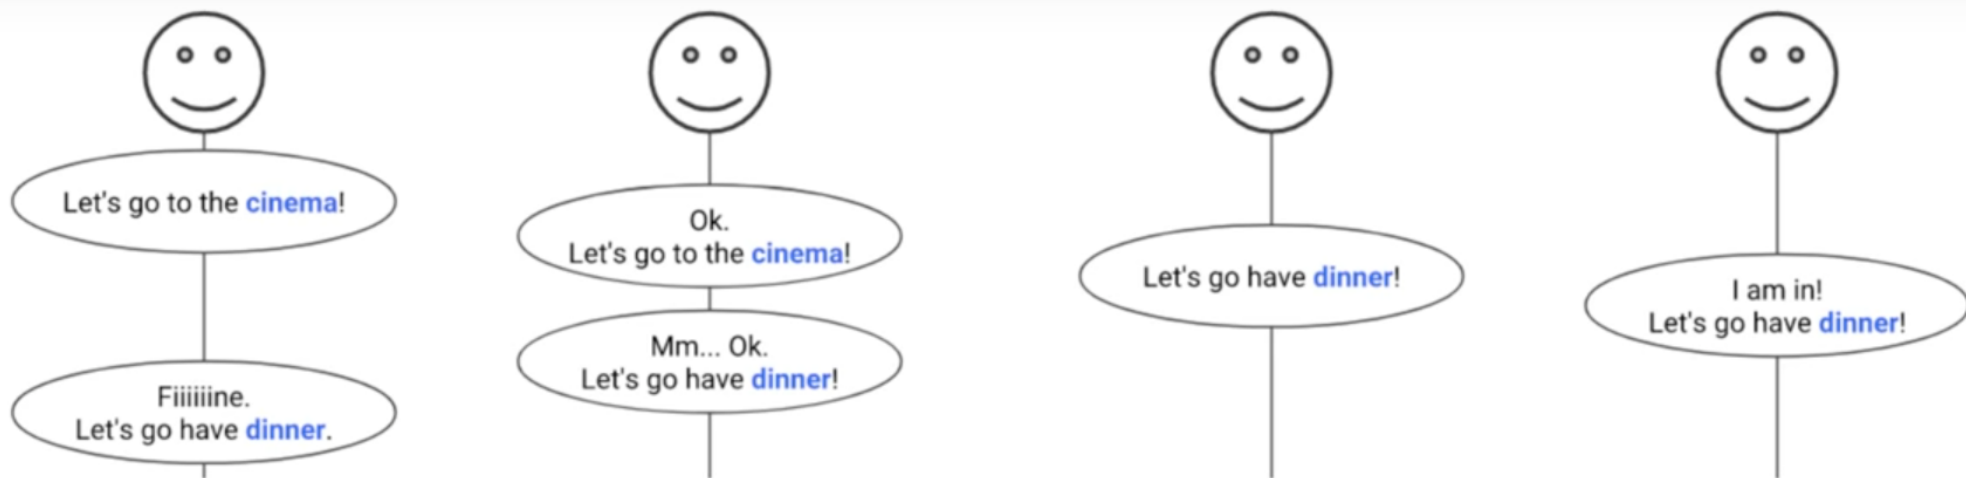 Let's go to the cinema!
Fiiiiiine.
Let's go have dinner.
Ok.
Let's go to the cinema!
Mm... Ok.
Let's go have dinner!
Let's go have dinner!
I am in!
Let's go have dinner!